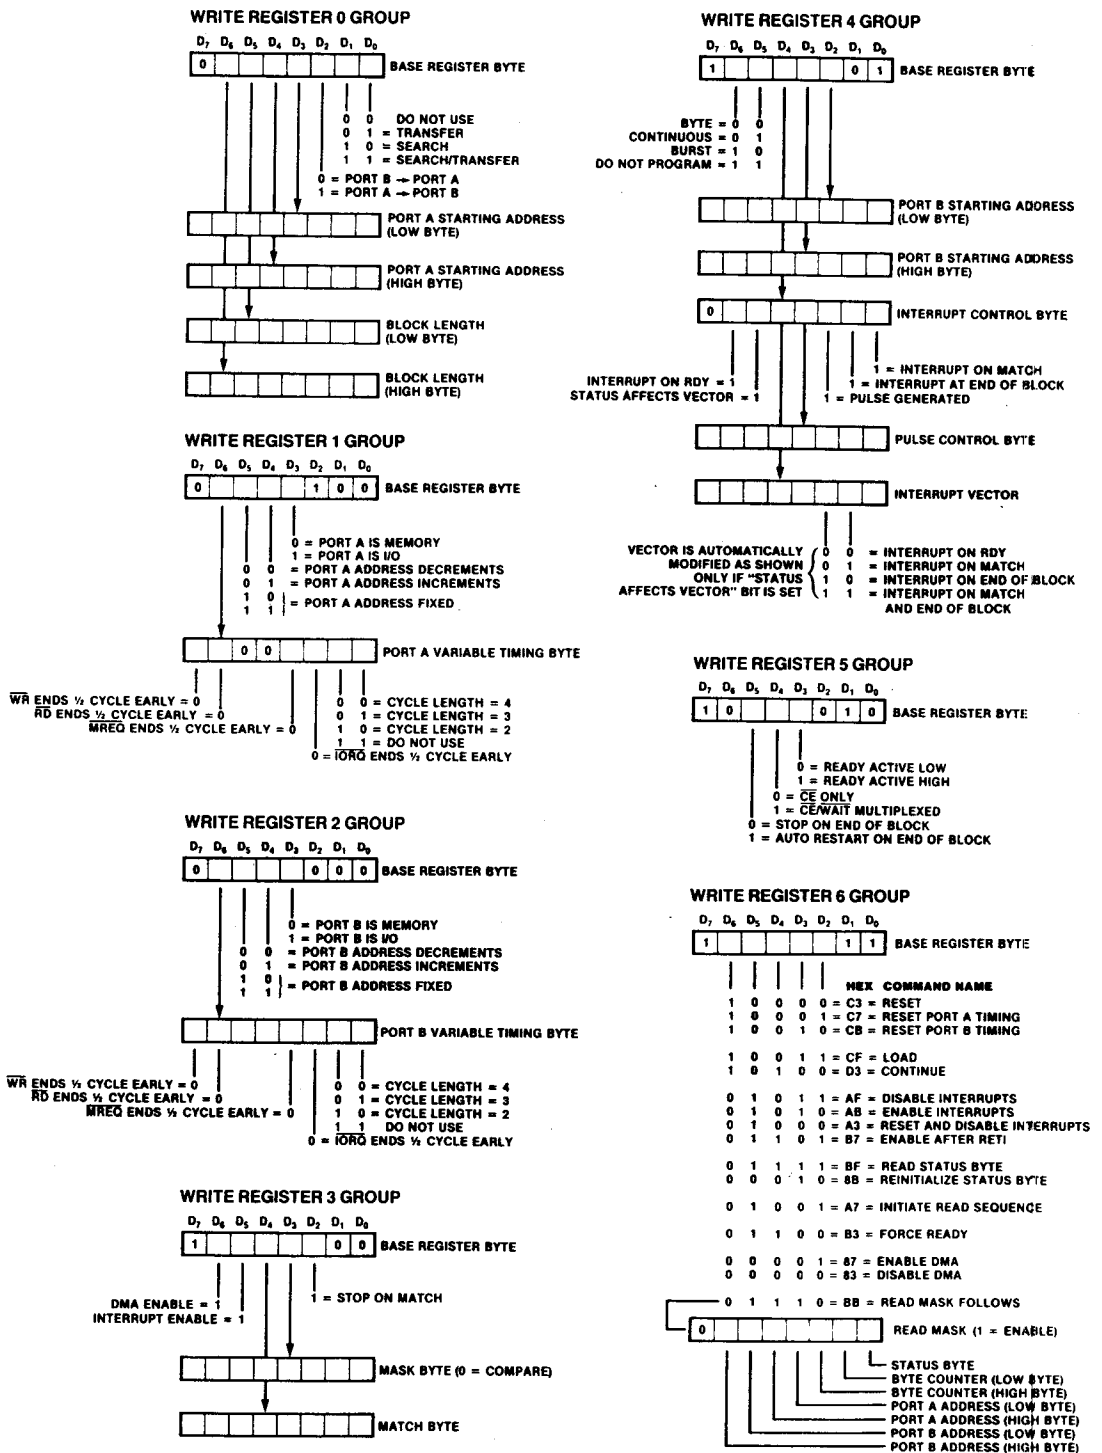 WRITE REGISTER 0 GROUP
D7 D6 D5 D4 D3 D2 D1 D0
0 BASE REGISTER BYTE
0 0 DO NOT USE
0 1 = TRANSFER
1 0 = SEARCH
1 1 = SEARCH/TRANSFER
0 = PORT B → PORT A
1 = PORT A → PORT B
PORT A STARTING ADDRESS
(LOW BYTE)
PORT A STARTING ADDRESS
(HIGH BYTE)
BLOCK LENGTH
(LOW BYTE)
BLOCK LENGTH
(HIGH BYTE)
WRITE REGISTER 1 GROUP
D7 D6 D5 D4 D3 D2 D1 D0
0 1 0 0 BASE REGISTER BYTE
0 = PORT A IS MEMORY
1 = PORT A IS I/O
0 0 = PORT A ADDRESS DECREMENTS
0 1 = PORT A ADDRESS INCREMENTS
1 0
1 1 } = PORT A ADDRESS FIXED
0 0 PORT A VARIABLE TIMING BYTE
WR ENDS ½ CYCLE EARLY = 0
RD ENDS ½ CYCLE EARLY = 0
MREQ ENDS ½ CYCLE EARLY = 0
0 0 = CYCLE LENGTH = 4
0 1 = CYCLE LENGTH = 3
1 0 = CYCLE LENGTH = 2
1 1 = DO NOT USE
0 = IORQ ENDS ½ CYCLE EARLY
WRITE REGISTER 2 GROUP
D7 D6 D5 D4 D3 D2 D1 D0
0 0 0 0 BASE REGISTER BYTE
0 = PORT B IS MEMORY
1 = PORT B IS I/O
0 0 = PORT B ADDRESS DECREMENTS
0 1 = PORT B ADDRESS INCREMENTS
1 0
1 1 } = PORT B ADDRESS FIXED
PORT B VARIABLE TIMING BYTE
WR ENDS ½ CYCLE EARLY = 0
RD ENDS ½ CYCLE EARLY = 0
MREQ ENDS ½ CYCLE EARLY = 0
0 0 = CYCLE LENGTH = 4
0 1 = CYCLE LENGTH = 3
1 0 = CYCLE LENGTH = 2
1 1 DO NOT USE
0 = IORQ ENDS ½ CYCLE EARLY
WRITE REGISTER 3 GROUP
D7 D6 D5 D4 D3 D2 D1 D0
1 0 0 BASE REGISTER BYTE
DMA ENABLE = 1
INTERRUPT ENABLE = 1
1 = STOP ON MATCH
MASK BYTE (0 = COMPARE)
MATCH BYTE
WRITE REGISTER 4 GROUP
D7 D6 D5 D4 D3 D2 D1 D0
1 0 1 BASE REGISTER BYTE
BYTE = 0 0
CONTINUOUS = 0 1
BURST = 1 0
DO NOT PROGRAM = 1 1
PORT B STARTING ADDRESS
(LOW BYTE)
PORT B STARTING ADDRESS
(HIGH BYTE)
0 INTERRUPT CONTROL BYTE
INTERRUPT ON RDY = 1
STATUS AFFECTS VECTOR = 1
1 = INTERRUPT ON MATCH
1 = INTERRUPT AT END OF BLOCK
1 = PULSE GENERATED
PULSE CONTROL BYTE
INTERRUPT VECTOR
VECTOR IS AUTOMATICALLY
MODIFIED AS SHOWN
ONLY IF "STATUS
AFFECTS VECTOR" BIT IS SET
0 0 = INTERRUPT ON RDY
0 1 = INTERRUPT ON MATCH
1 0 = INTERRUPT ON END OF BLOCK
1 1 = INTERRUPT ON MATCH
AND END OF BLOCK
WRITE REGISTER 5 GROUP
D7 D6 D5 D4 D3 D2 D1 D0
1 0 0 1 0 BASE REGISTER BYTE
0 = READY ACTIVE LOW
1 = READY ACTIVE HIGH
0 = CE ONLY
1 = CE/WAIT MULTIPLEXED
0 = STOP ON END OF BLOCK
1 = AUTO RESTART ON END OF BLOCK
WRITE REGISTER 6 GROUP
D7 D6 D5 D4 D3 D2 D1 D0
1 1 1 BASE REGISTER BYTE
HEX COMMAND NAME
1 0 0 0 0 = C3 = RESET
1 0 0 0 1 = C7 = RESET PORT A TIMING
1 0 0 1 0 = CB = RESET PORT B TIMING
1 0 0 1 1 = CF = LOAD
1 0 1 0 0 = D3 = CONTINUE
0 1 0 1 1 = AF = DISABLE INTERRUPTS
0 1 0 1 0 = AB = ENABLE INTERRUPTS
0 1 0 0 0 = A3 = RESET AND DISABLE INTERRUPTS
0 1 1 0 1 = B7 = ENABLE AFTER RETI
0 1 1 1 1 = BF = READ STATUS BYTE
0 0 0 1 0 = 8B = REINITIALIZE STATUS BYTE
0 1 0 0 1 = A7 = INITIATE READ SEQUENCE
0 1 1 0 0 = B3 = FORCE READY
0 0 0 0 1 = 87 = ENABLE DMA
0 0 0 0 0 = 83 = DISABLE DMA
0 1 1 1 0 = BB = READ MASK FOLLOWS
0 READ MASK (1 = ENABLE)
STATUS BYTE
BYTE COUNTER (LOW BYTE)
BYTE COUNTER (HIGH BYTE)
PORT A ADDRESS (LOW BYTE)
PORT A ADDRESS (HIGH BYTE)
PORT B ADDRESS (LOW BYTE)
PORT B ADDRESS (HIGH BYTE)